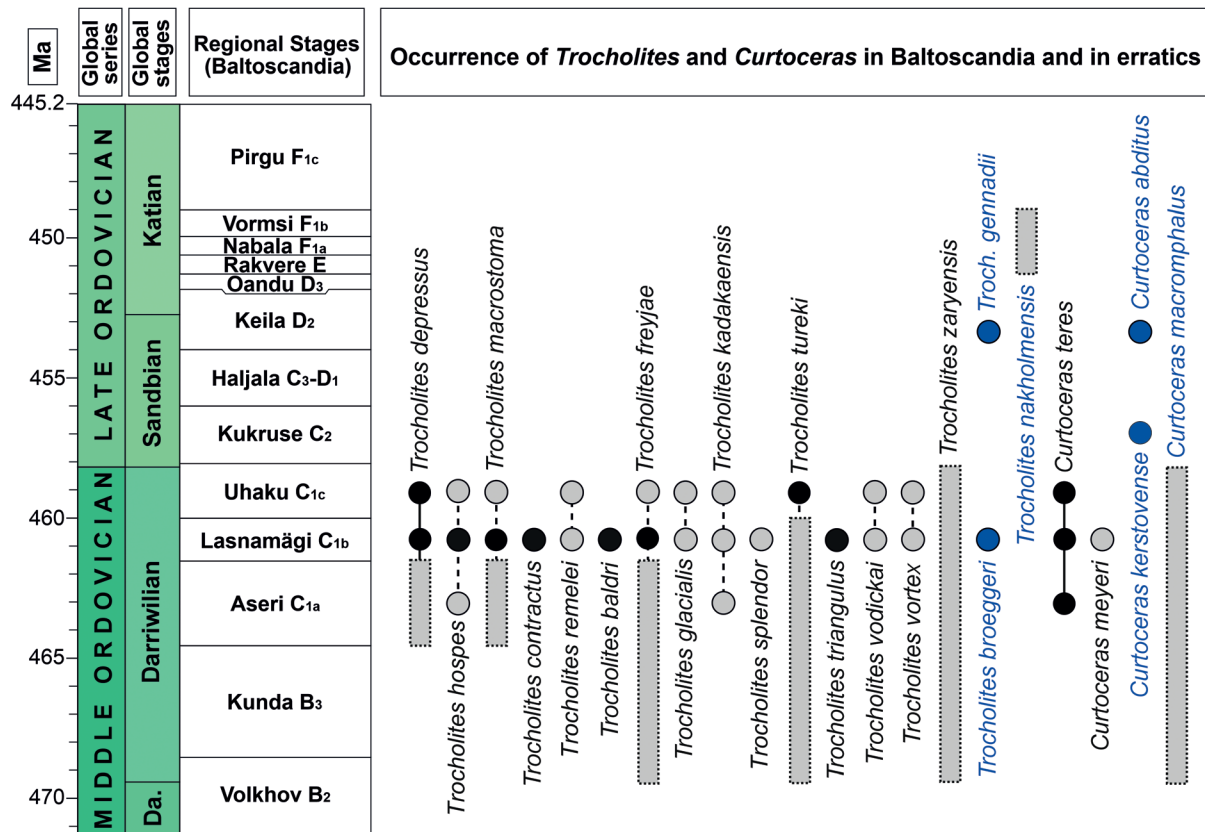 Ma
Global series
Global stages
Regional Stages
(Baltoscandia)
Occurrence of Trocholites and Curtoceras in Baltoscandia and in erratics
445.2
450
455
460
465
470
LATE ORDOVICIAN
MIDDLE ORDOVICIAN
Katian
Sandbian
Darriwilian
Da.
Pirgu F1c
Vormsi F1b
Nabala F1a
Rakvere E
Oandu D3
Keila D2
Haljala C3-D1
Kukruse C2
Uhaku C1c
Lasnamägi C1b
Aseri C1a
Kunda B3
Volkhov B2
Trocholites depressus
Trocholites hospes
Trocholites macrostoma
Trocholites contractus
Trocholites remelei
Trocholites baldri
Trocholites freyjae
Trocholites glacialis
Trocholites kadakaensis
Trocholites splendor
Trocholites tureki
Trocholites triangulus
Trocholites vodickai
Trocholites vortex
Trocholites zaryensis
Troch. gennadii
Trocholites broeggeri
Trocholites nakholmensis
Curtoceras teres
Curtoceras meyeri
Curtoceras abditus
Curtoceras kerstovense
Curtoceras macromphalus